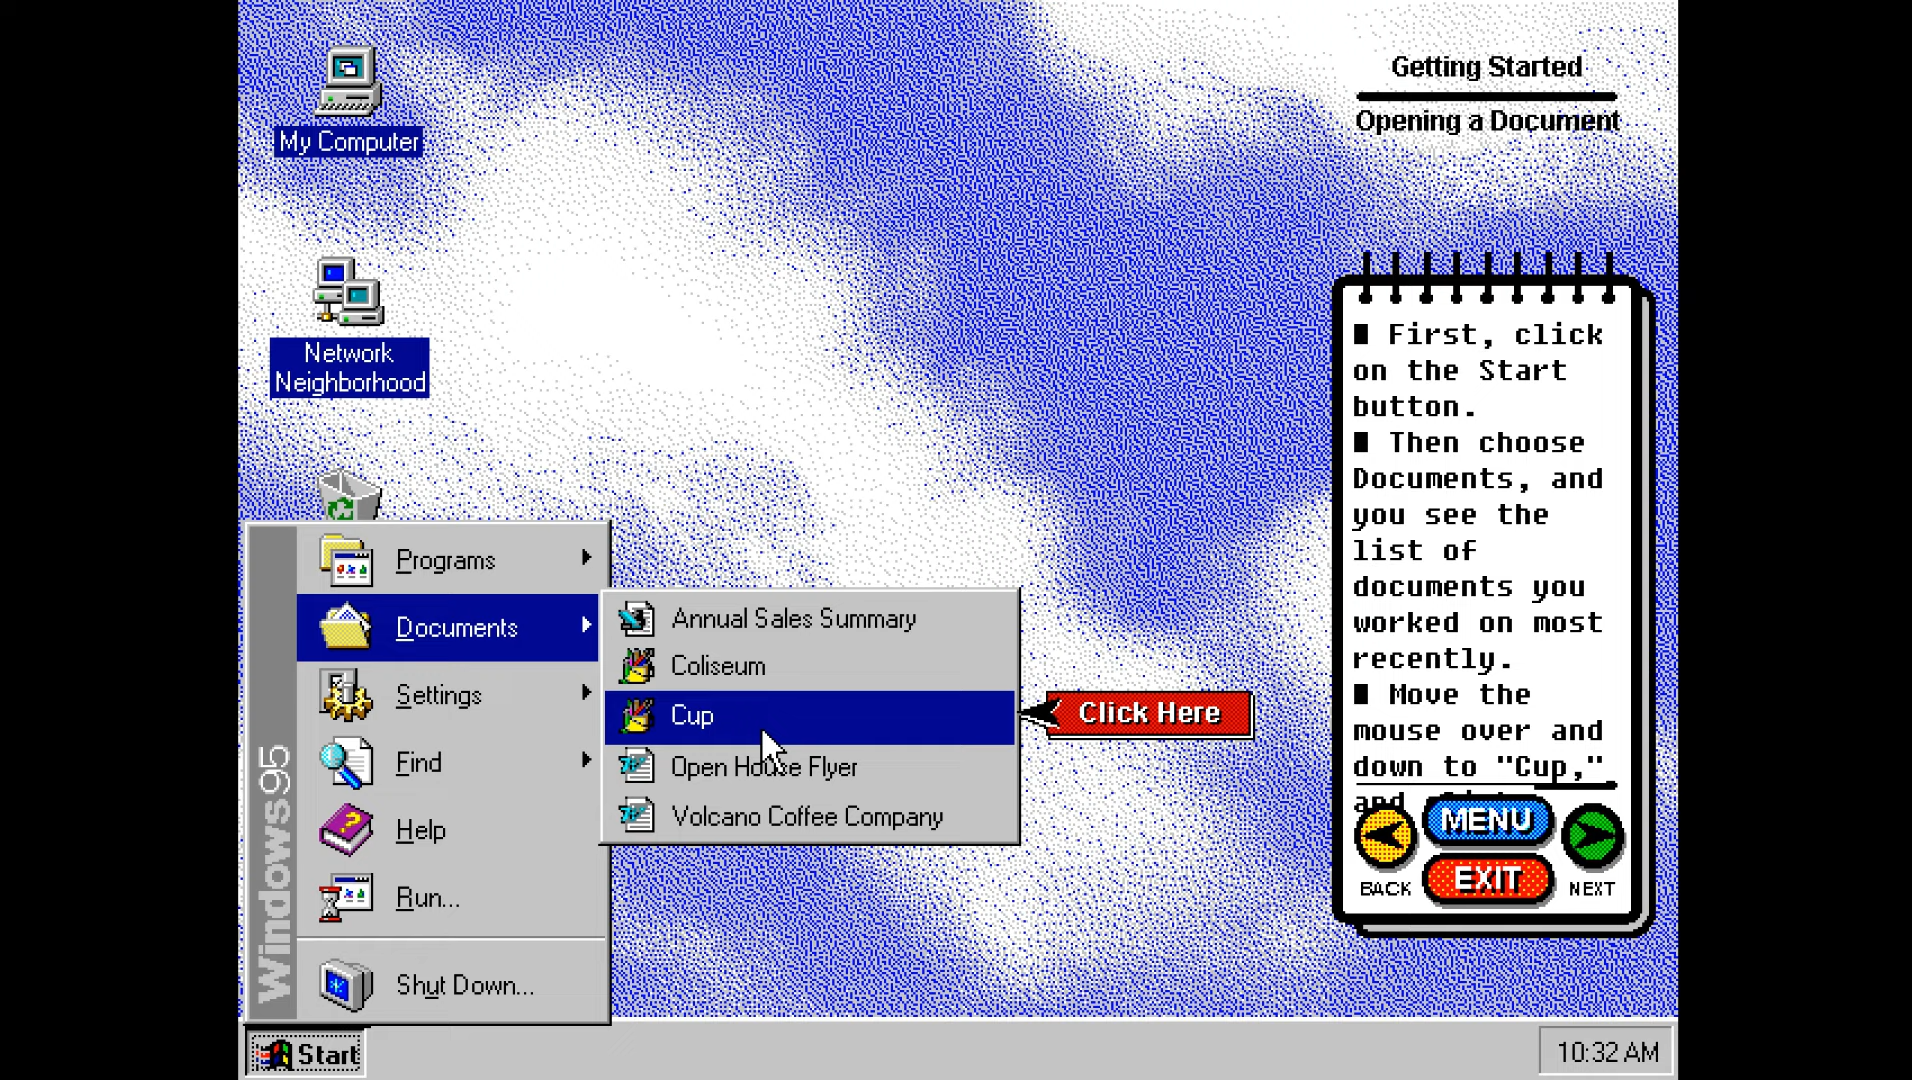 My Computer
Network
Neighborhood
Getting Started
Opening a Document
First, click
on the Start
button.
Then choose
Documents, and
you see the
list of
documents you
worked on most
recently.
Move the
mouse over and
down to "Cup,"
and
BACK
MENU
EXIT
NEXT
Windows95
Programs
Documents
Settings
Find
Help
Run...
Shut Down...
Annual Sales Summary
Coliseum
Cup
Open House Flyer
Volcano Coffee Company
Click Here
Start
10:32 AM